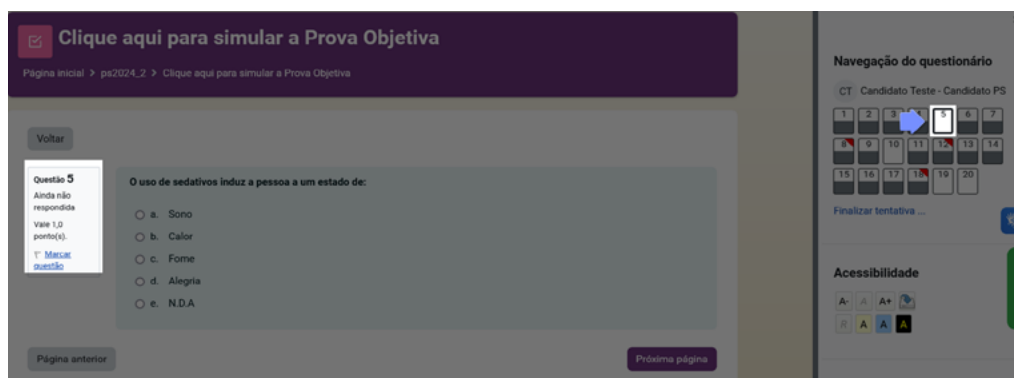 Clique aqui para simular a Prova Objetiva
Página inicial > ps2024_2 > Clique aqui para simular a Prova Objetiva
Voltar
Questão 5
Ainda não
respondida
Vale 1,0
ponto(s).
Marcar
questão
O uso de sedativos induz a pessoa a um estado de:
a. Sono
b. Calor
c. Fome
d. Alegria
e. N.D.A
Página anterior
Próxima página
Navegação do questionário
CT Candidato Teste - Candidato PS
1 2 3 4 5 6 7
8 9 10 11 12 13 14
15 16 17 18 19 20
Finalizar tentativa ...
Acessibilidade
A- A A+
R A A A